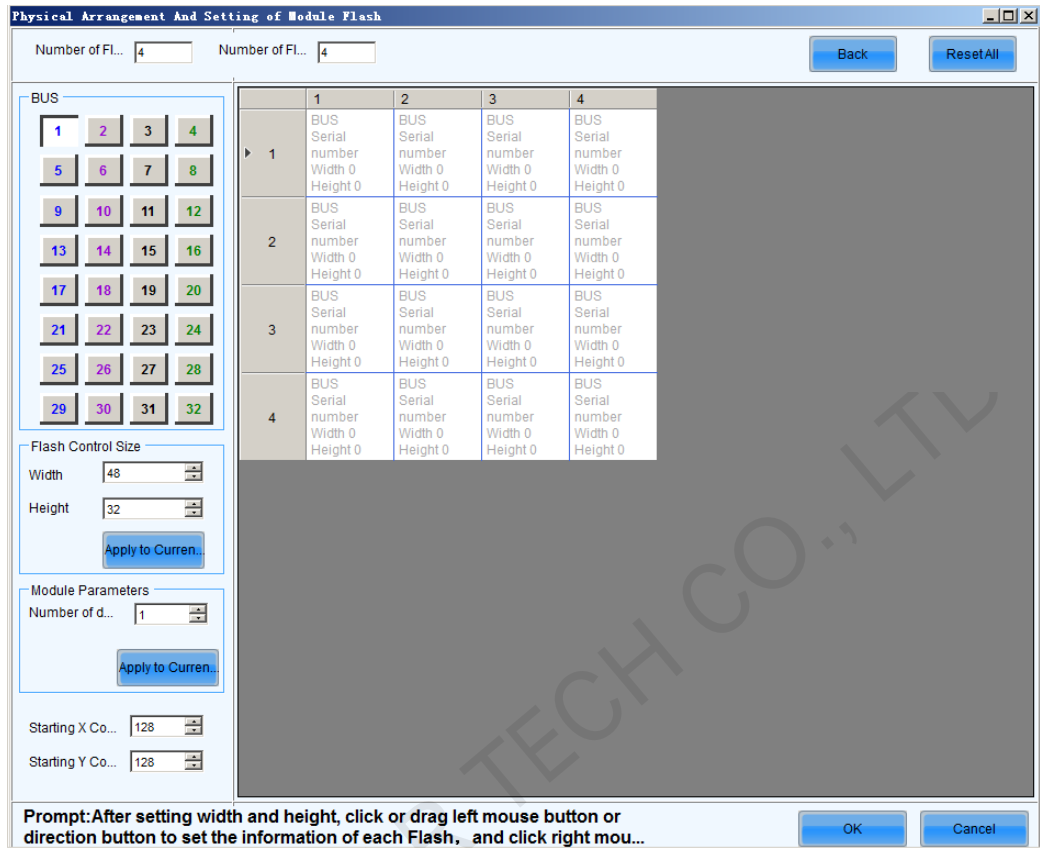 Physical Arrangement And Setting of Module Flash
Number of Fl... 4 Number of Fl... 4 Back Reset All
BUS
1 2 3 4
5 6 7 8
9 10 11 12
13 14 15 16
17 18 19 20
21 22 23 24
25 26 27 28
29 30 31 32
Flash Control Size
Width 48
Height 32
Apply to Curren...
Module Parameters
Number of d... 1
Apply to Curren...
Starting X Co... 128
Starting Y Co... 128
1 2 3 4
BUS BUS BUS BUS
Serial Serial Serial Serial
1 number number number number
Width 0 Width 0 Width 0 Width 0
Height 0 Height 0 Height 0 Height 0
BUS BUS BUS BUS
Serial Serial Serial Serial
2 number number number number
Width 0 Width 0 Width 0 Width 0
Height 0 Height 0 Height 0 Height 0
BUS BUS BUS BUS
Serial Serial Serial Serial
3 number number number number
Width 0 Width 0 Width 0 Width 0
Height 0 Height 0 Height 0 Height 0
BUS BUS BUS BUS
Serial Serial Serial Serial
4 number number number number
Width 0 Width 0 Width 0 Width 0
Height 0 Height 0 Height 0 Height 0
TECH CO., LTD
Prompt:After setting width and height, click or drag left mouse button or
direction button to set the information of each Flash，and click right mou...
OK Cancel